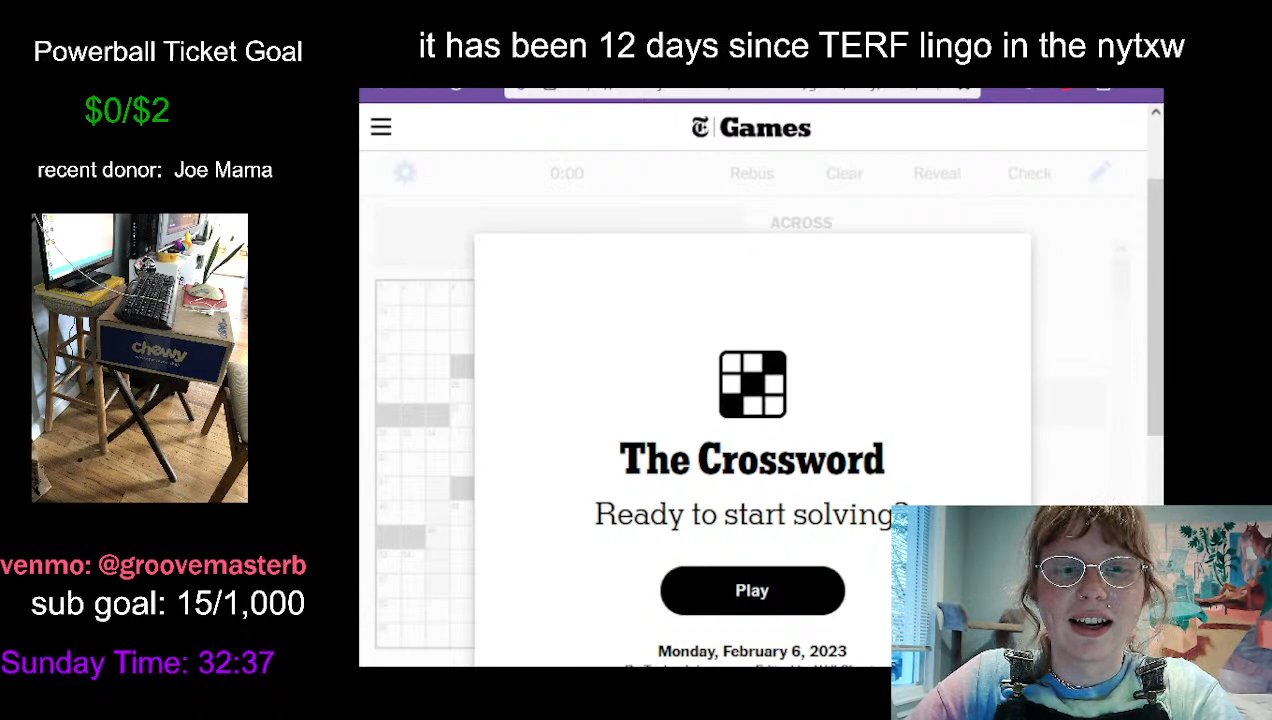 Powerball Ticket Goal
$0/$2
recent donor: Joe Mama
chewy
venmo: @groovemasterb
sub goal: 15/1,000
Sunday Time: 32:37
it has been 12 days since TERF lingo in the nytxw
T Games
0:00 Rebus Clear Reveal Check
ACROSS
The Crossword
Ready to start solving?
Play
Monday, February 6, 2023